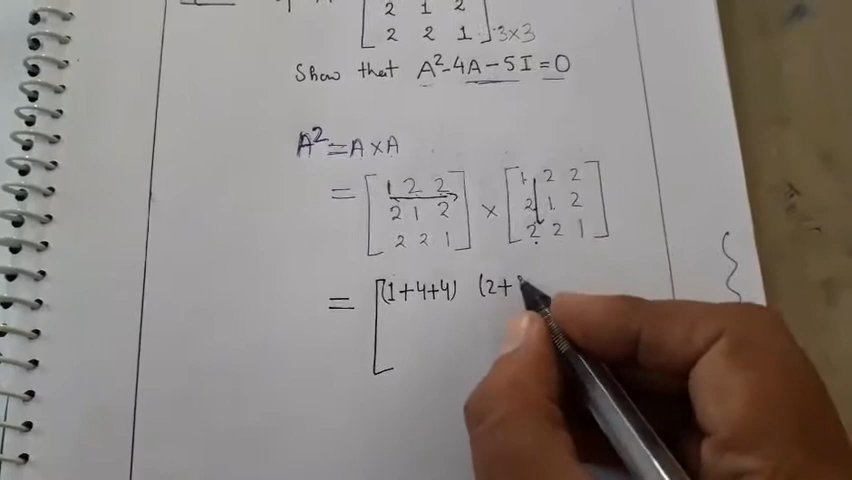 2 1 2
2 2 1 3×3
Show that A²-4A-5I=0
A²=A×A
= [1 2 2
2 1 2
2 2 1] × [1 2 2
2 1 2
2 2 1]
= [(1+4+4) (2+